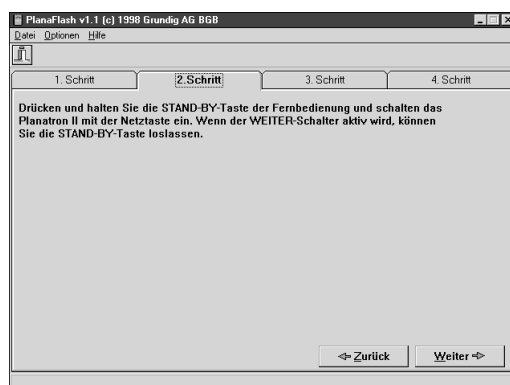 PlanaFlash v1.1 (c) 1998 Grundig AG BGB
Datei Optionen Hilfe
1. Schritt 2.Schritt 3. Schritt 4. Schritt
Drücken und halten Sie die STAND-BY-Taste der Fernbedienung und schalten das
Planatron II mit der Netztaste ein. Wenn der WEITER-Schalter aktiv wird, können
Sie die STAND-BY-Taste loslassen.
Zurück Weiter